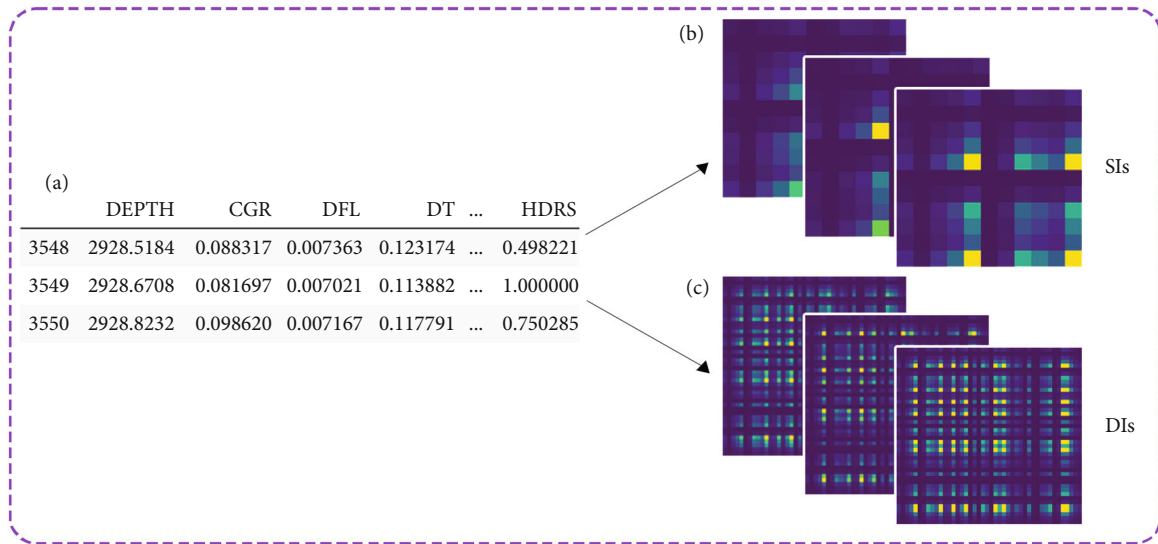 (a)
DEPTH CGR DFL DT ... HDRS
3548 2928.5184 0.088317 0.007363 0.123174 ... 0.498221
3549 2928.6708 0.081697 0.007021 0.113882 ... 1.000000
3550 2928.8232 0.098620 0.007167 0.117791 ... 0.750285
(b)
SIs
(c)
DIs